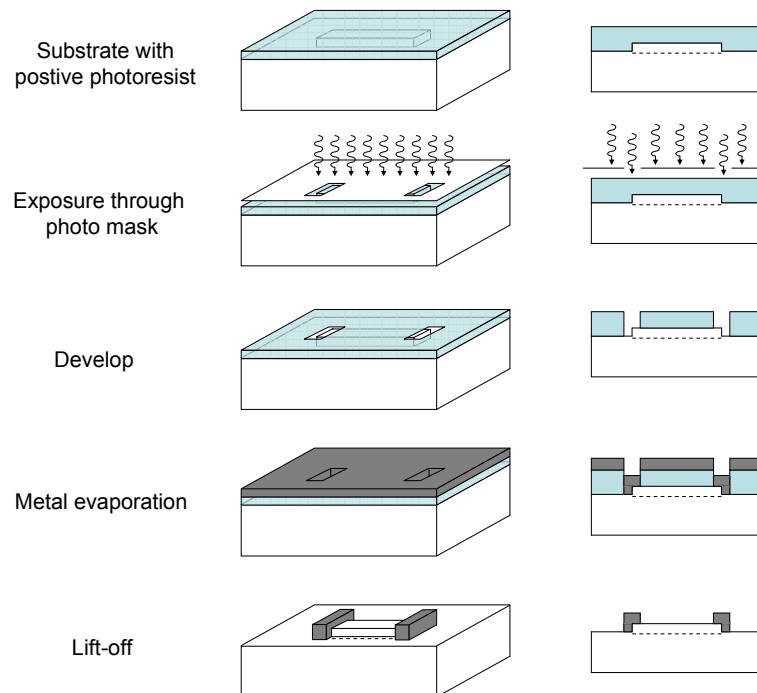 Substrate with
postive photoresist
Exposure through
photo mask
Develop
Metal evaporation
Lift-off